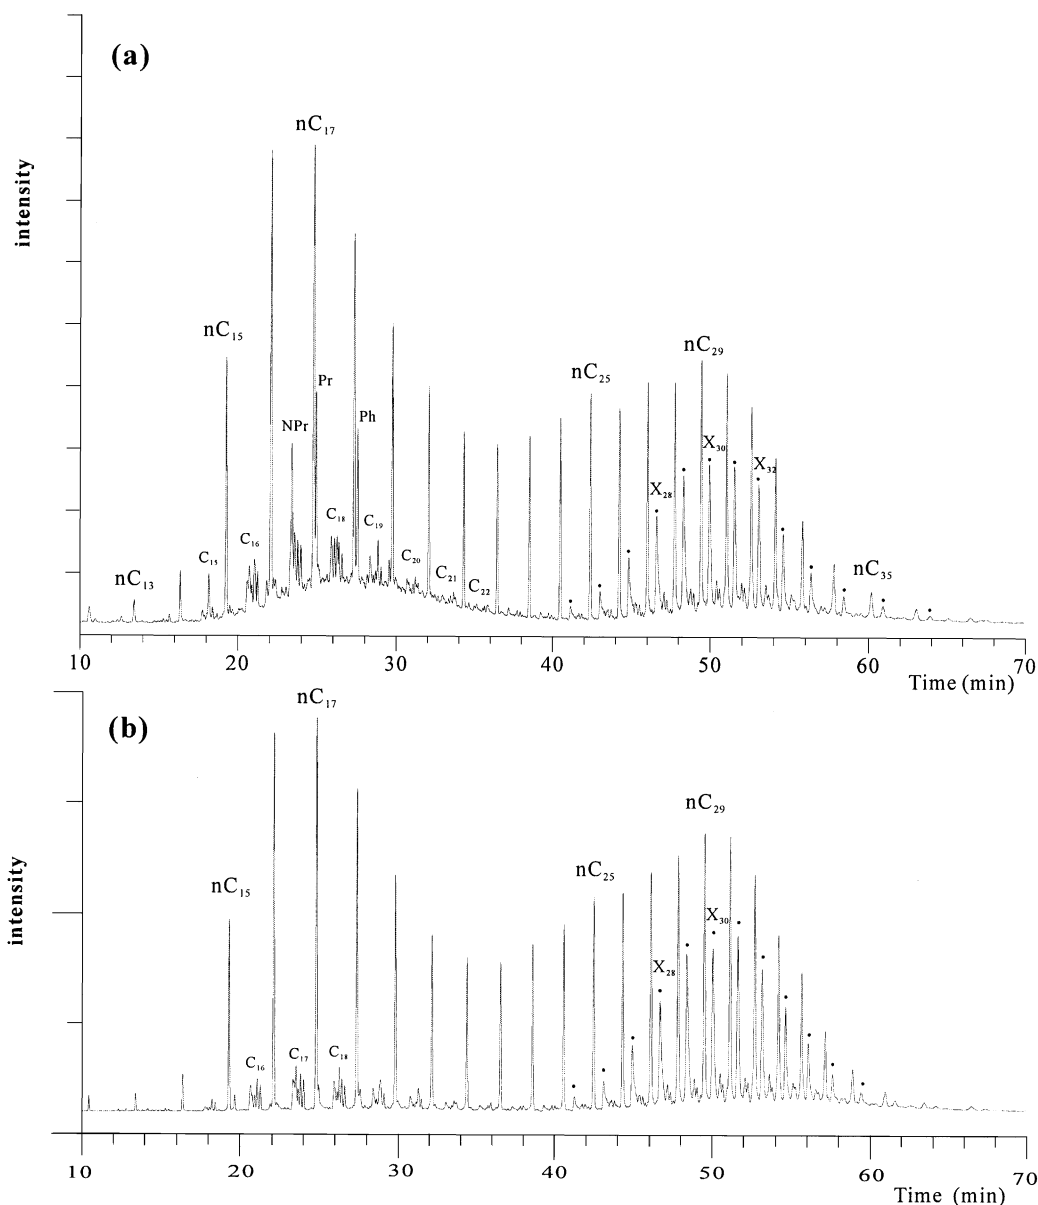 (a)
nC₁₇
intensity
nC₁₅
nC₂₉
nC₂₅
Pr
Ph
NPr
X₃₀
X₃₂
X₂₈
C₁₈
C₁₉
C₁₆
C₁₅
C₂₀
nC₁₃
C₂₁
nC₃₅
C₂₂
10 20 30 40 50 60 70
Time (min)
nC₁₇
(b)
nC₂₉
nC₂₅
nC₁₅
intensity
X₃₀
X₂₈
C₁₆
C₁₇
C₁₈
10 20 30 40 50 60 70
Time (min)